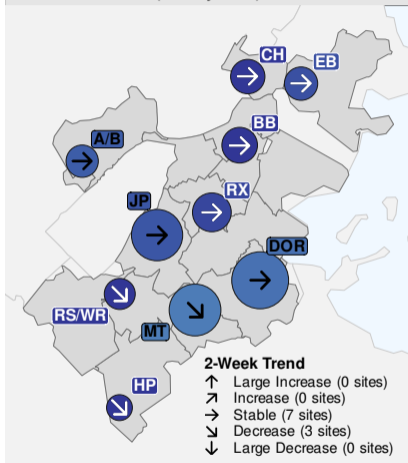 CH
EB
BB
A/B
RX
JP
DOR
RS/WR
MT
HP
2-Week Trend
↑ Large Increase (0 sites)
↗ Increase (0 sites)
→ Stable (7 sites)
↘ Decrease (3 sites)
↓ Large Decrease (0 sites)